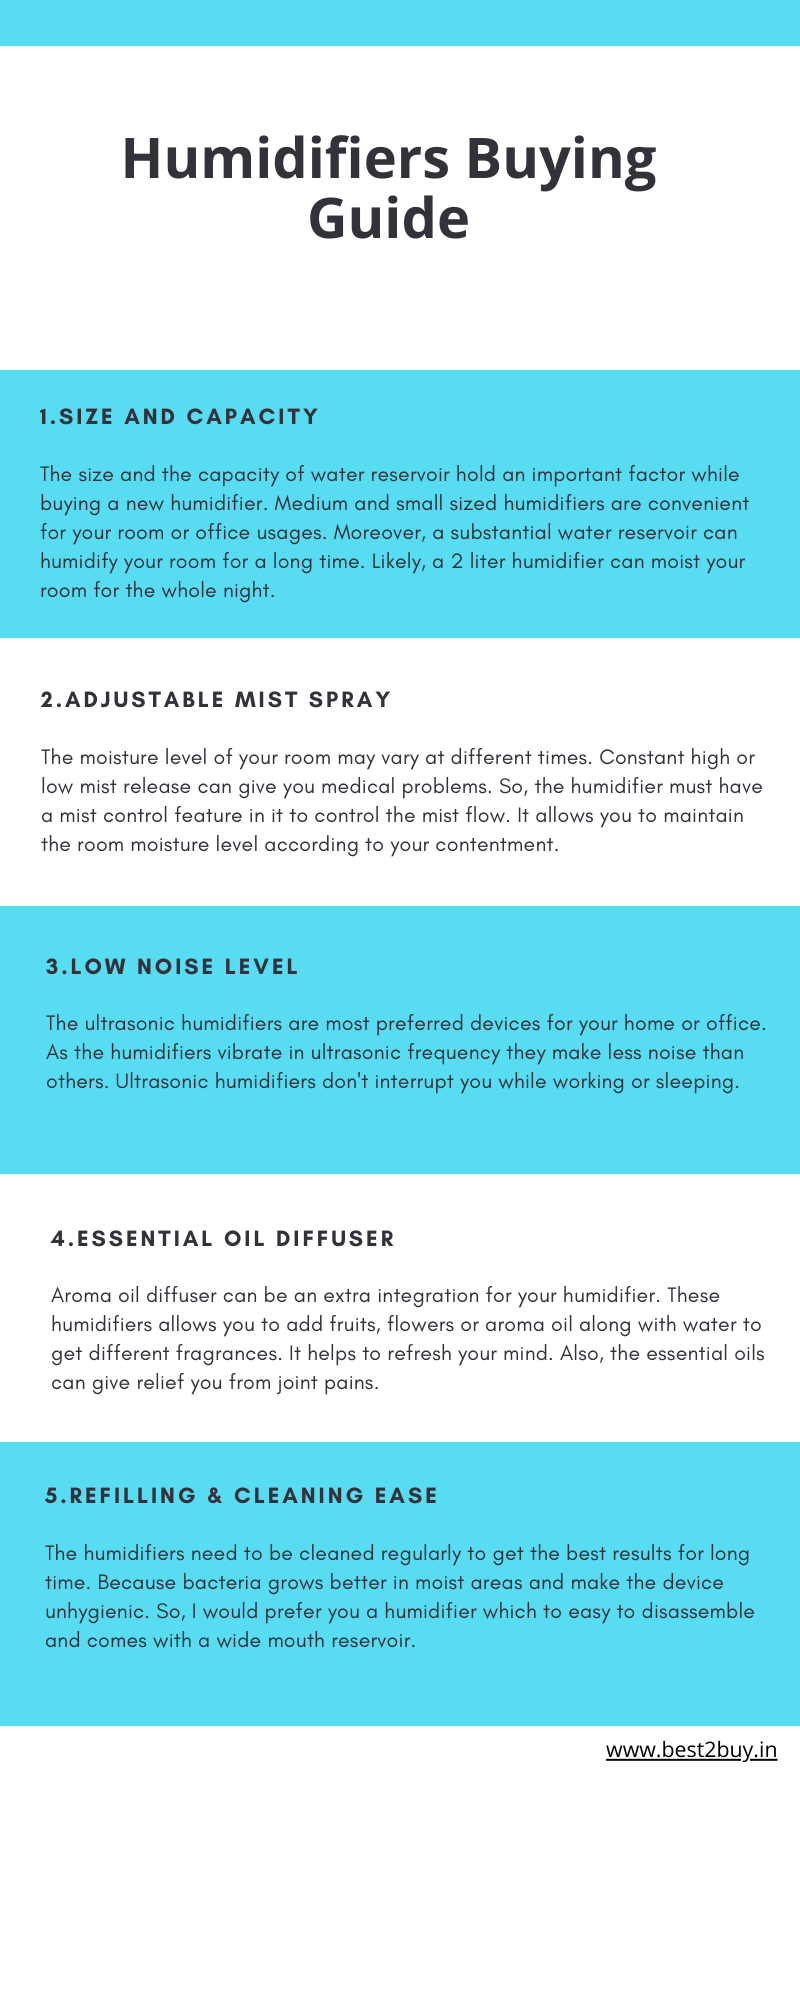 Humidifiers Buying
Guide
1.SIZE AND CAPACITY
The size and the capacity of water reservoir hold an important factor while
buying a new humidifier. Medium and small sized humidifiers are convenient
for your room or office usages. Moreover, a substantial water reservoir can
humidify your room for a long time. Likely, a 2 liter humidifier can moist your
room for the whole night.
2.ADJUSTABLE MIST SPRAY
The moisture level of your room may vary at different times. Constant high or
low mist release can give you medical problems. So, the humidifier must have
a mist control feature in it to control the mist flow. It allows you to maintain
the room moisture level according to your contentment.
3.LOW NOISE LEVEL
The ultrasonic humidifiers are most preferred devices for your home or office.
As the humidifiers vibrate in ultrasonic frequency they make less noise than
others. Ultrasonic humidifiers don't interrupt you while working or sleeping.
4.ESSENTIAL OIL DIFFUSER
Aroma oil diffuser can be an extra integration for your humidifier. These
humidifiers allows you to add fruits, flowers or aroma oil along with water to
get different fragrances. It helps to refresh your mind. Also, the essential oils
can give relief you from joint pains.
5.REFILLING & CLEANING EASE
The humidifiers need to be cleaned regularly to get the best results for long
time. Because bacteria grows better in moist areas and make the device
unhygienic. So, I would prefer you a humidifier which to easy to disassemble
and comes with a wide mouth reservoir.
www.best2buy.in